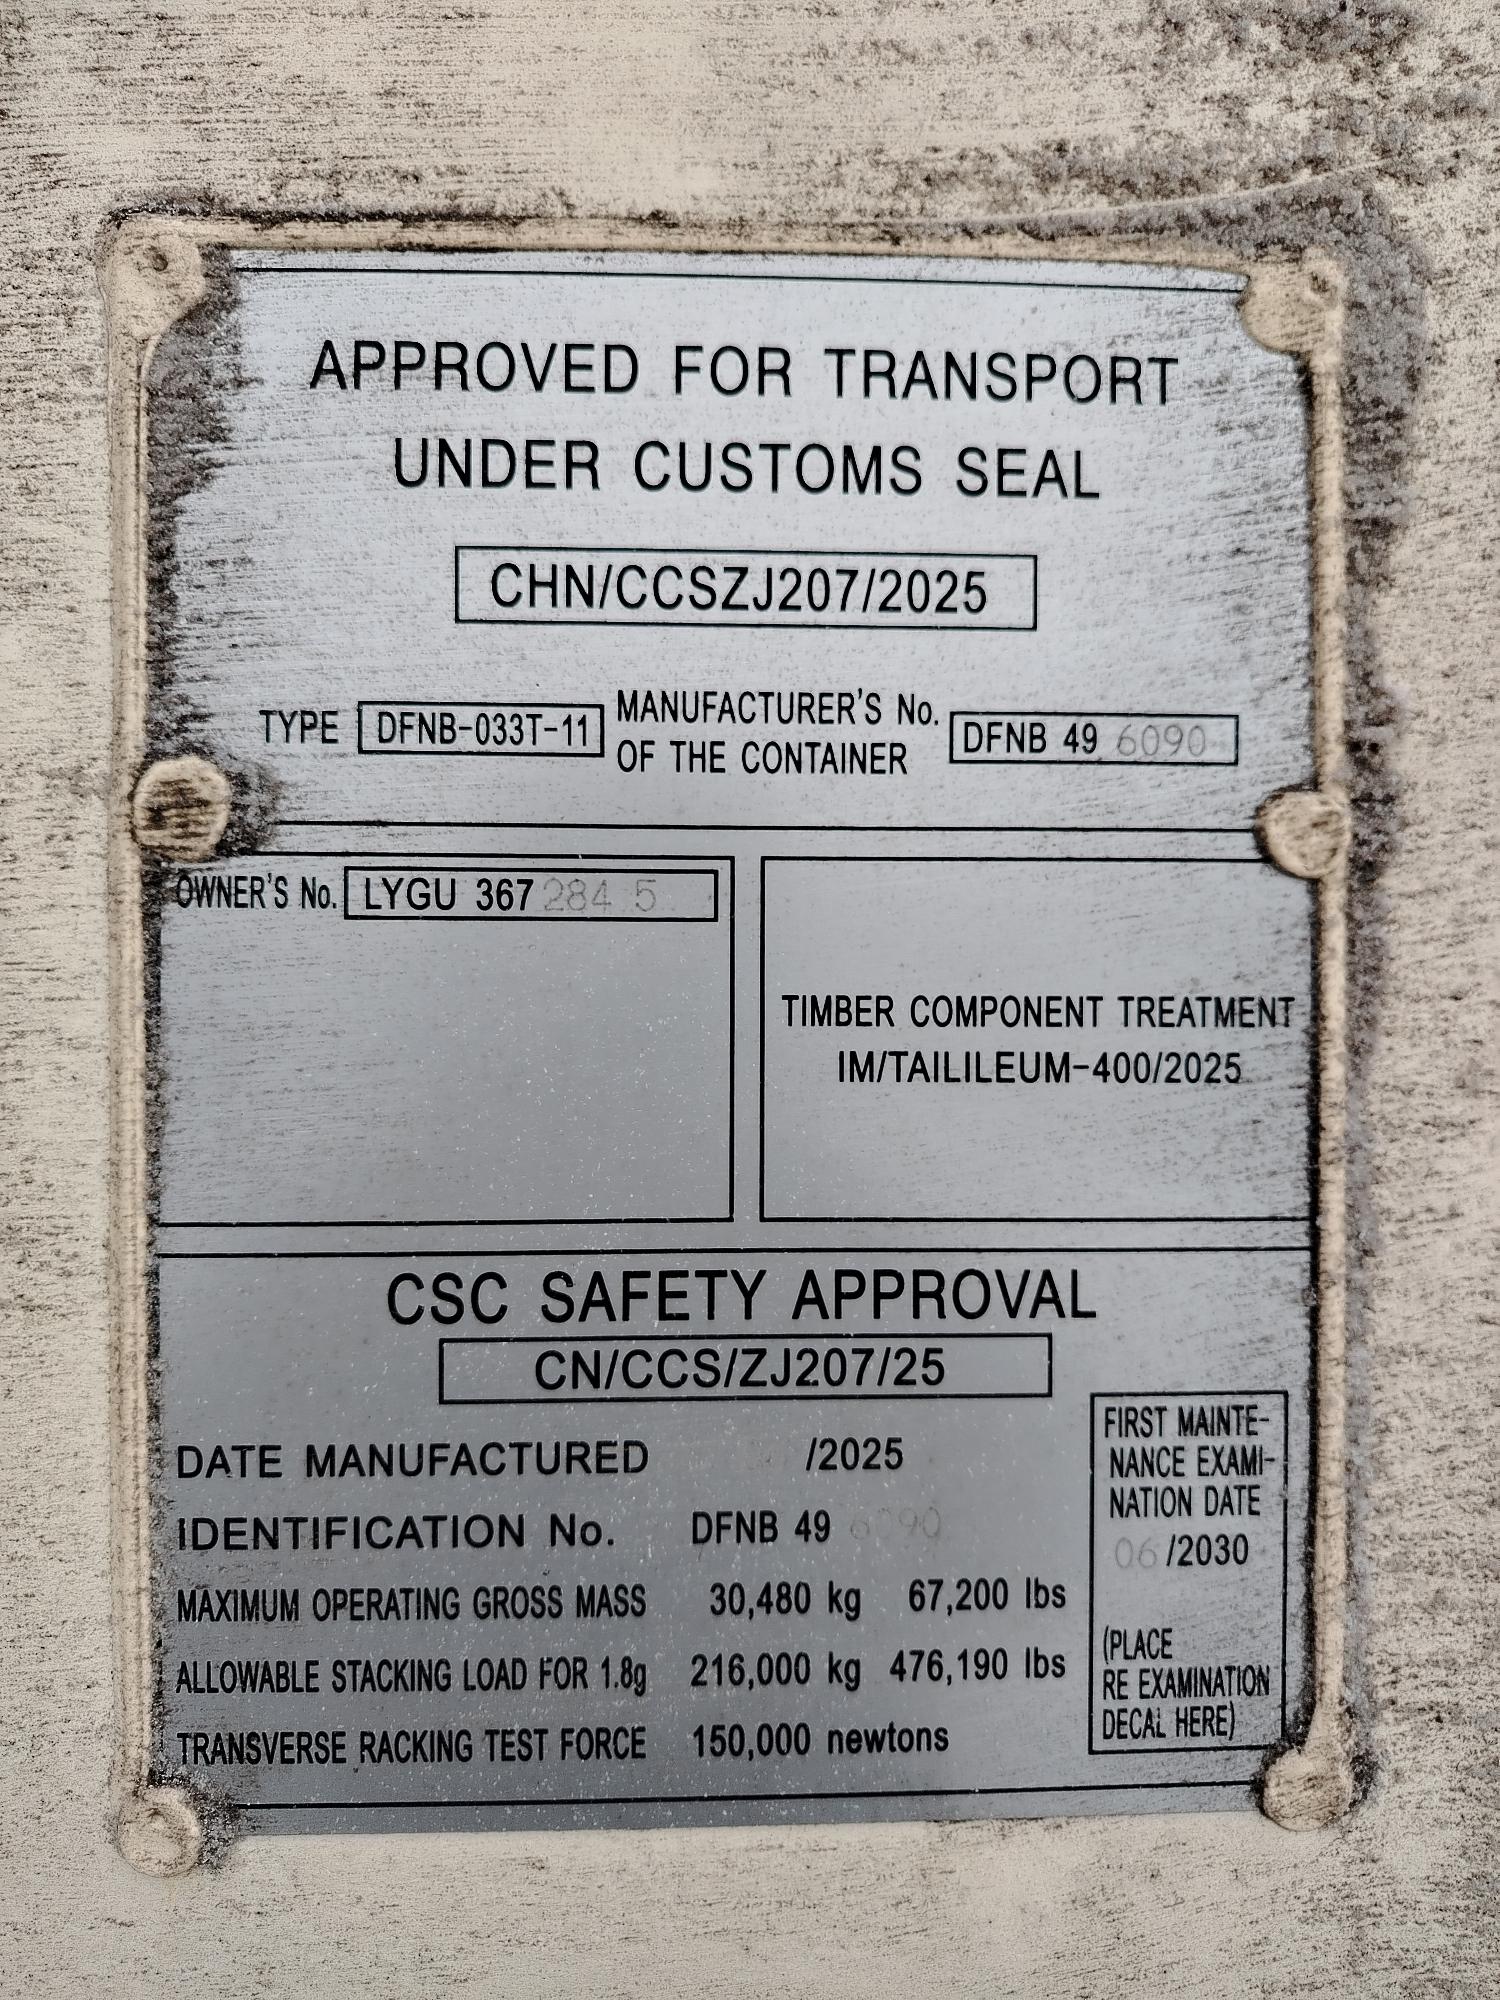 APPROVED FOR TRANSPORT
UNDER CUSTOMS SEAL
CHN/CCSZJ207/2025
TYPE DFNB-033T-11 MANUFACTURER'S No. OF THE CONTAINER DFNB 49 6090
OWNER'S No. LYGU 367 284 5
TIMBER COMPONENT TREATMENT
IM/TAILILEUM-400/2025
CSC SAFETY APPROVAL
CN/CCS/ZJ207/25
DATE MANUFACTURED /2025
IDENTIFICATION No. DFNB 49 6090
MAXIMUM OPERATING GROSS MASS 30,480 kg 67,200 lbs
ALLOWABLE STACKING LOAD FOR 1.8g 216,000 kg 476,190 lbs
TRANSVERSE RACKING TEST FORCE 150,000 newtons
FIRST MAINTE-
NANCE EXAMI-
NATION DATE
06 /2030
(PLACE
RE EXAMINATION
DECAL HERE)